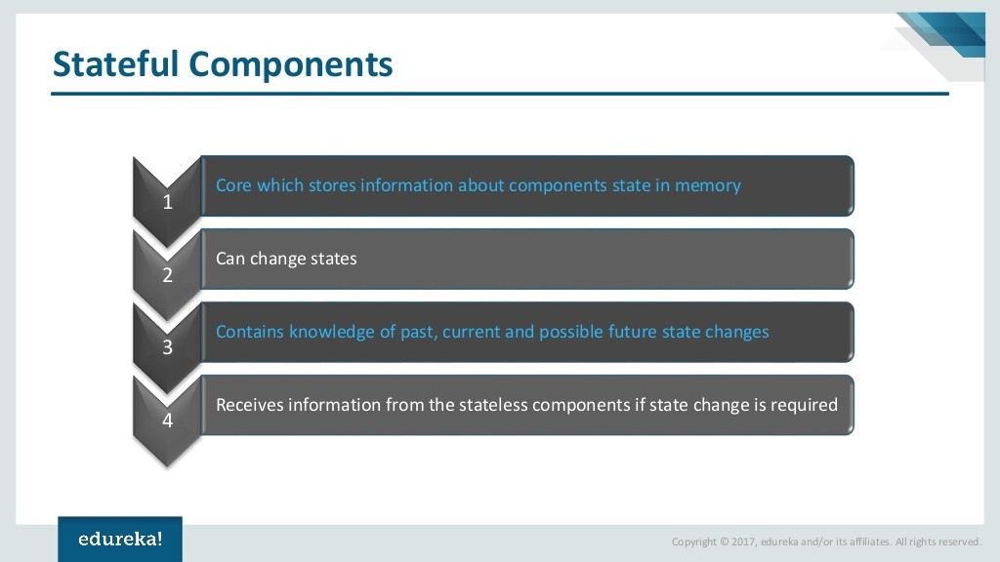 Stateful Components
1
Core which stores information about components state in memory
2
Can change states
3
Contains knowledge of past, current and possible future state changes
4
Receives information from the stateless components if state change is required
edureka!
Copyright © 2017, edureka and/or its affiliates. All rights reserved.